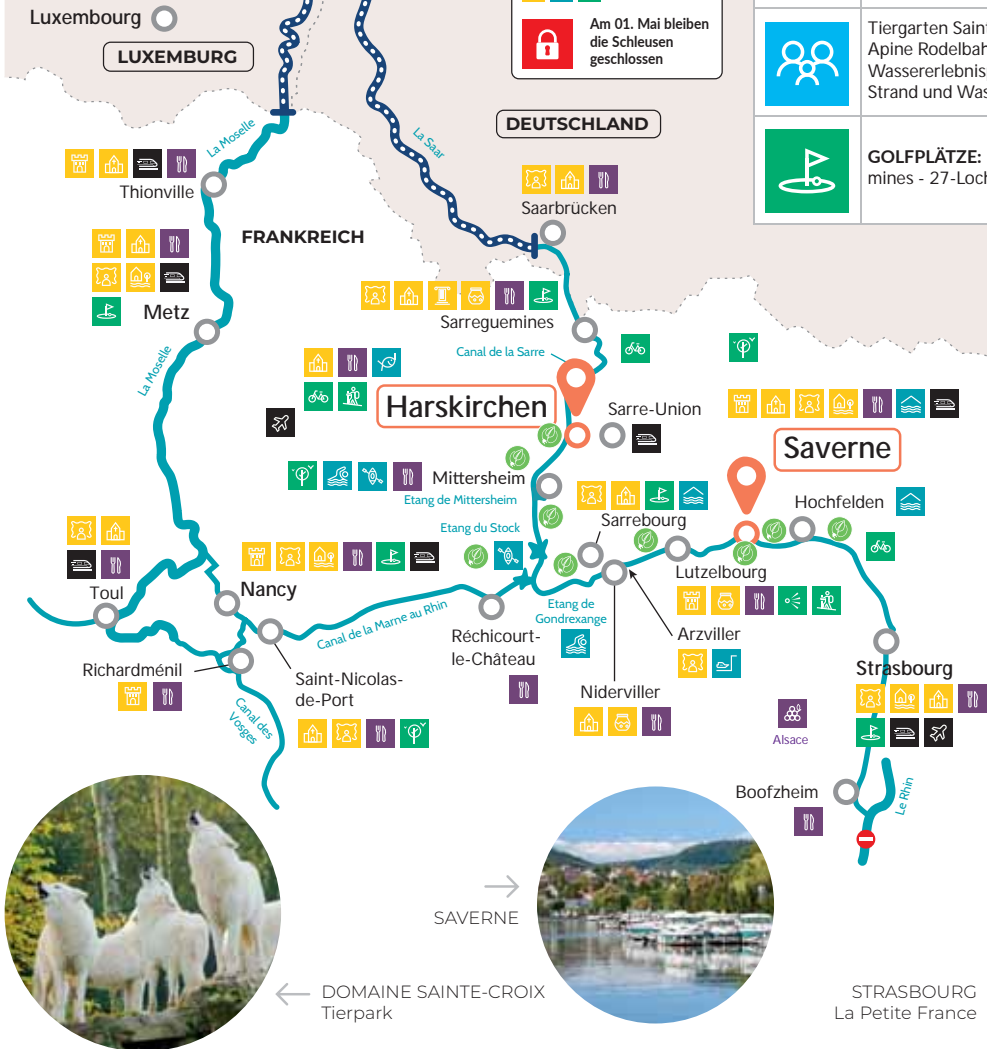 Luxembourg
LUXEMBURG
Am 01. Mai bleiben
die Schleusen
geschlossen
Tiergarten Saint
Apine Rodelbah
Wassererlebnis
Strand und Was
GOLFPLÄTZE:
mines - 27-Loch
DEUTSCHLAND
La Moselle
La Saar
Thionville
Saarbrücken
FRANKREICH
Metz
Sarreguemines
Canal de la Sarre
La Moselle
Harskirchen
Sarre-Union
Saverne
Mittersheim
Etang de Mittersheim
Hochfelden
Etang du Stock
Sarrebourg
Lutzelbourg
Toul
Nancy
Canal de la Marne au Rhin
Réchicourt-
le-Château
Etang de
Gondrexange
Arzviller
Richardménil
Saint-Nicolas-
de-Port
Canal des
Vosges
Niderviller
Strasbourg
Alsace
Boofzheim
Le Rhin
SAVERNE
DOMAINE SAINTE-CROIX
Tierpark
STRASBOURG
La Petite France